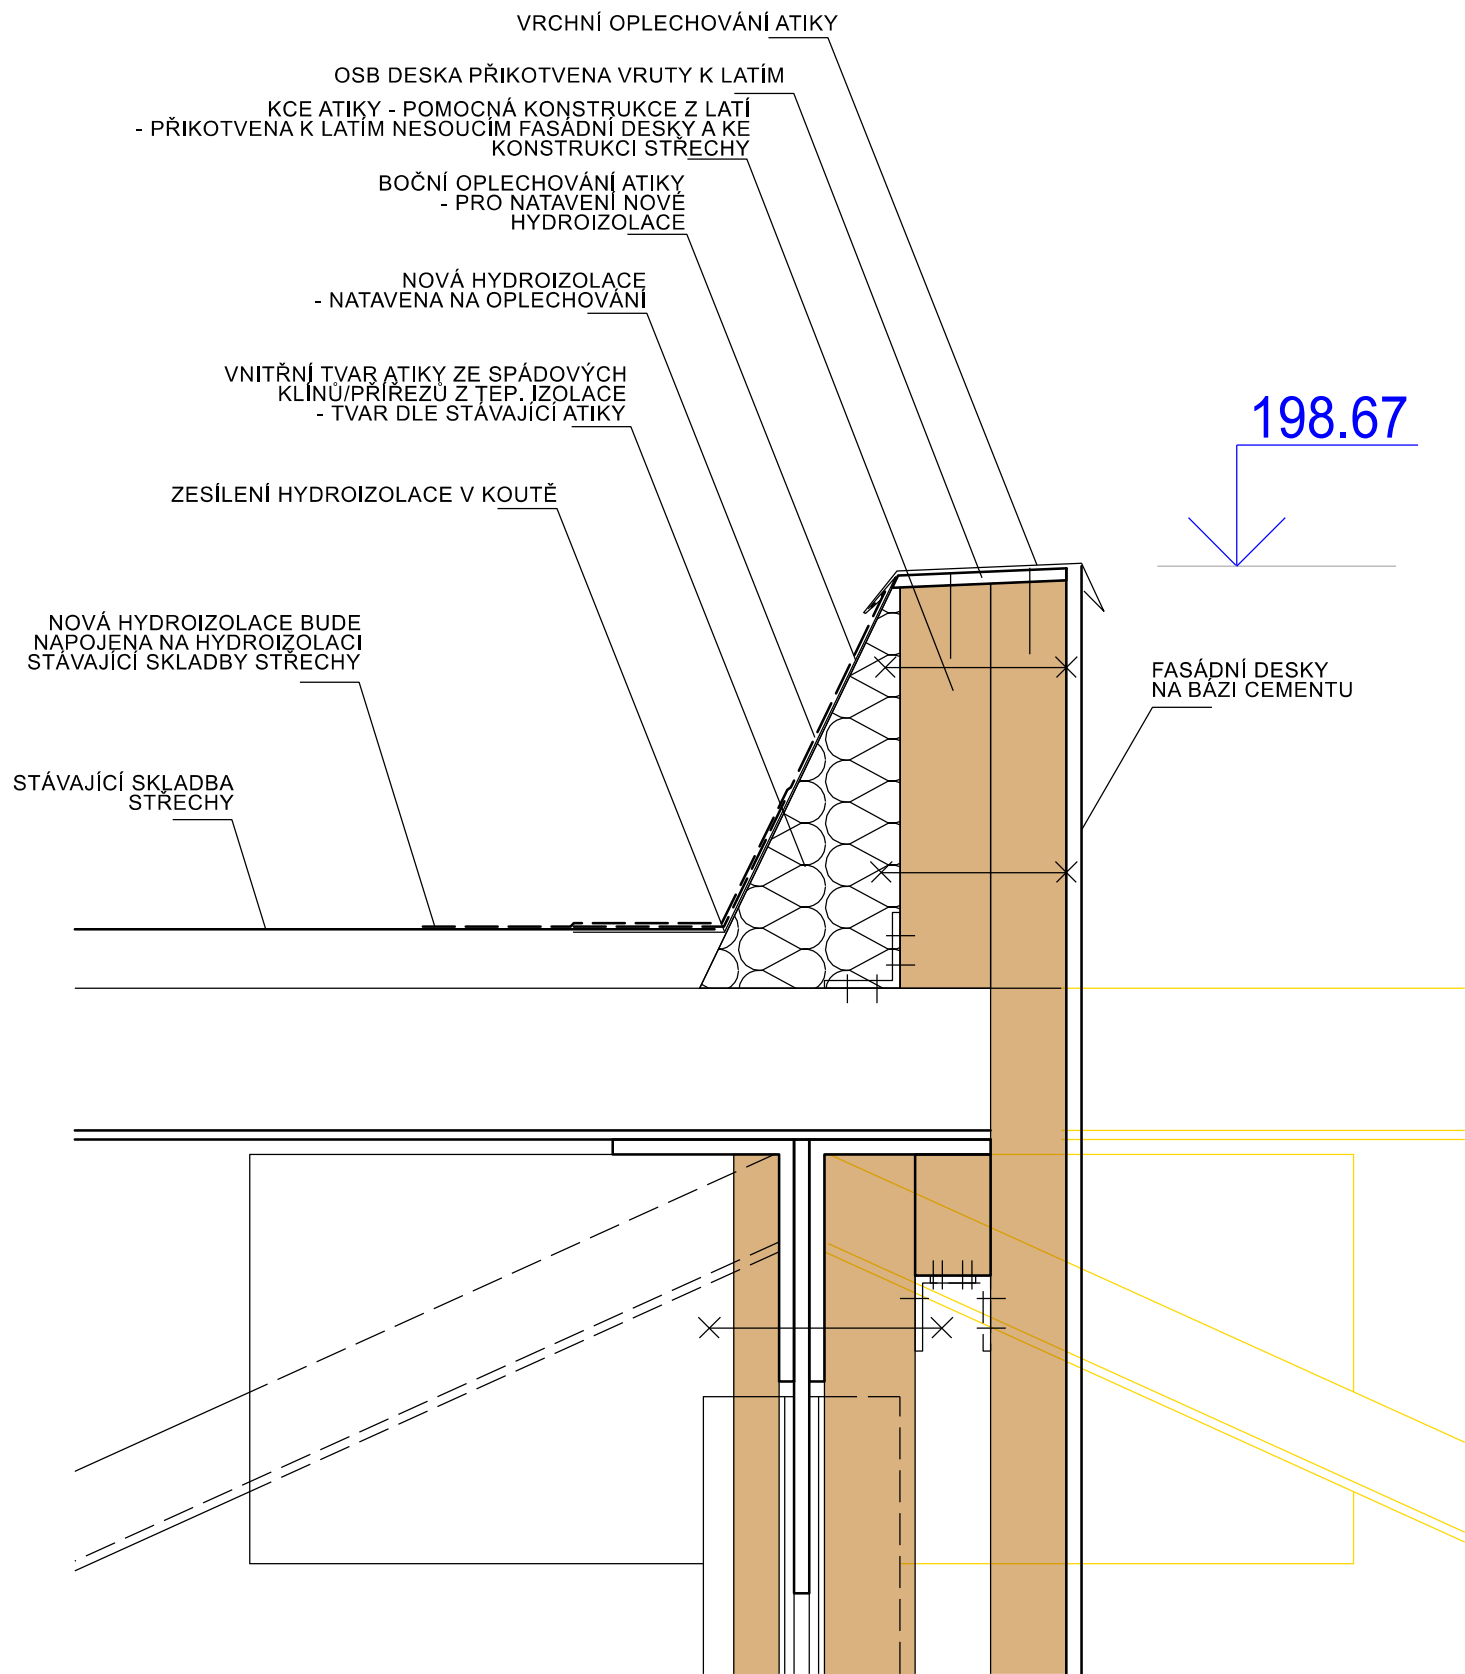 VRCHNÍ OPLECHOVÁNÍ ATIKY
OSB DESKA PŘIKOTVENA VRUTY K LATÍM
KCE ATIKY - POMOCNÁ KONSTRUKCE Z LATÍ
- PŘIKOTVENA K LATÍM NESOUCÍM FASÁDNÍ DESKY A KE
KONSTRUKCI STŘECHY
BOČNÍ OPLECHOVÁNÍ ATIKY
- PRO NATAVENÍ NOVÉ
HYDROIZOLACE
NOVÁ HYDROIZOLACE
- NATAVENA NA OPLECHOVÁNÍ
VNITŘNÍ TVAR ATIKY ZE SPÁDOVÝCH
KLÍNŮ/PŘÍŘEZŮ Z TEP. IZOLACE
- TVAR DLE STÁVAJÍCÍ ATIKY
198.67
ZESÍLENÍ HYDROIZOLACE V KOUTĚ
NOVÁ HYDROIZOLACE BUDE
NAPOJENA NA HYDROIZOLACI
STÁVAJÍCÍ SKLADBY STŘECHY
FASÁDNÍ DESKY
NA BÁZI CEMENTU
STÁVAJÍCÍ SKLADBA
STŘECHY